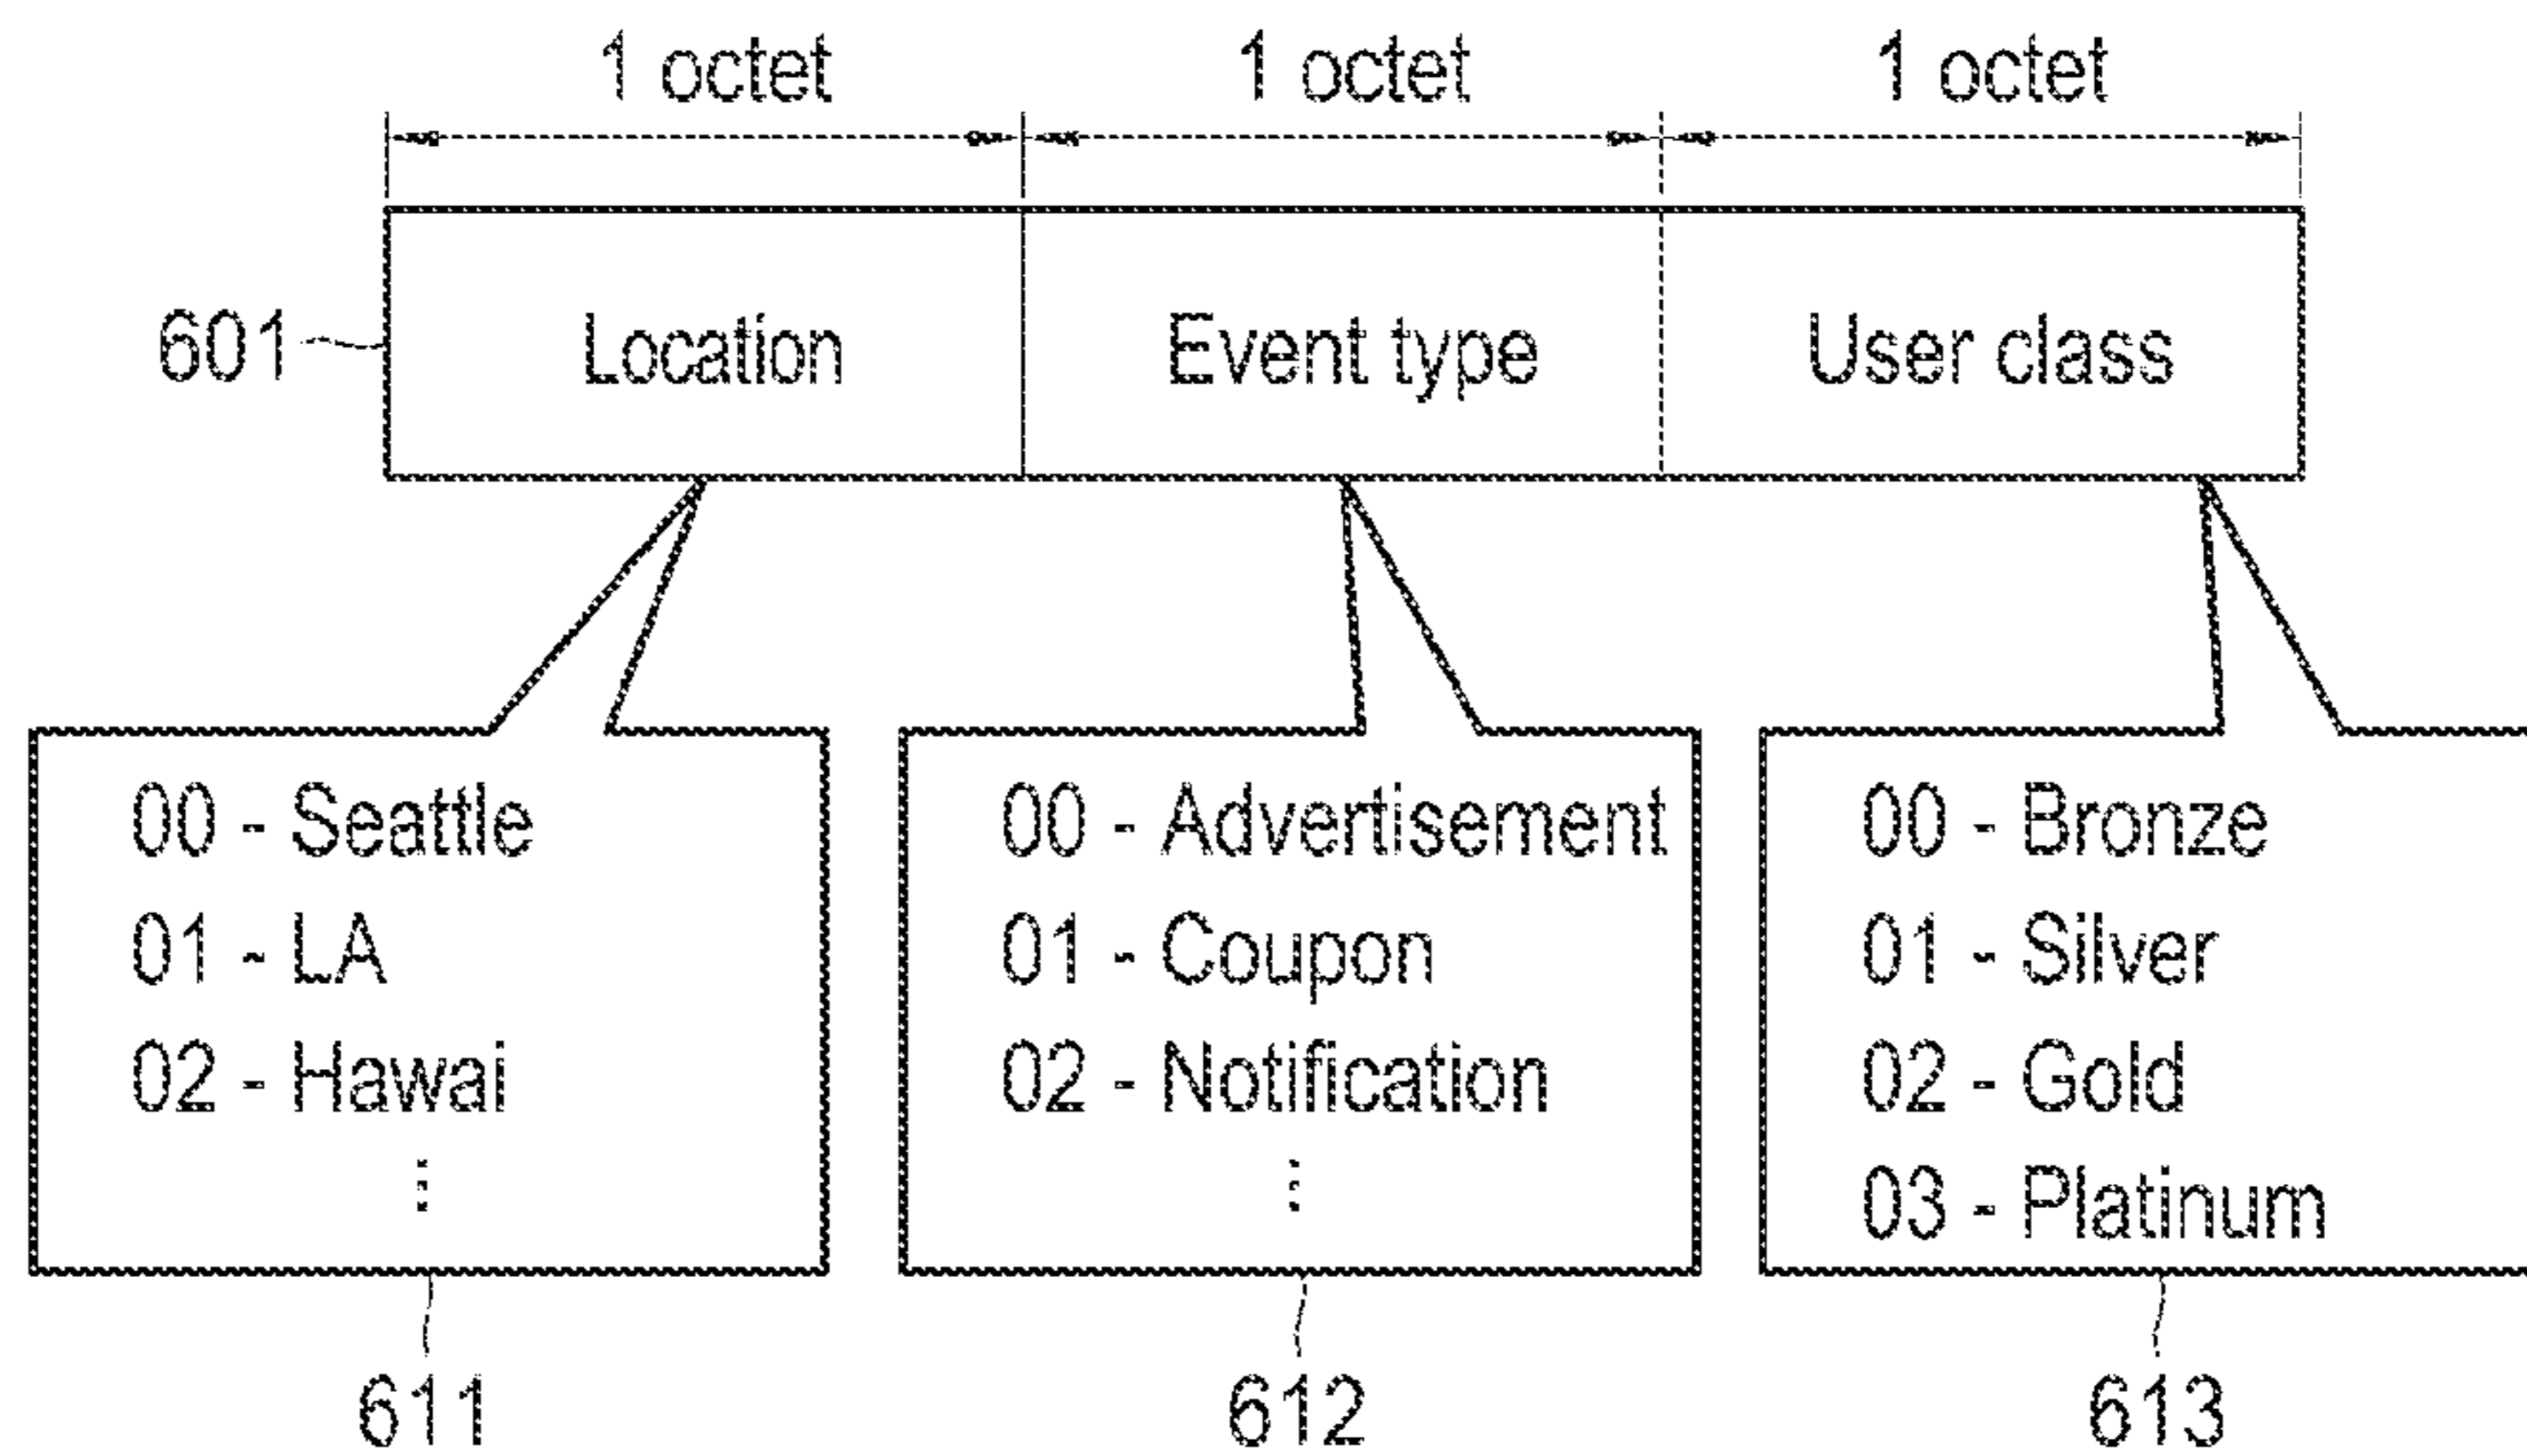 1 octet 1 octet 1 octet
601 Location Event type User class
00 - Seattle
01 - LA
02 - Hawai
⋮
00 - Advertisement
01 - Coupon
02 - Notification
⋮
00 - Bronze
01 - Silver
02 - Gold
03 - Platinum
611 612 613